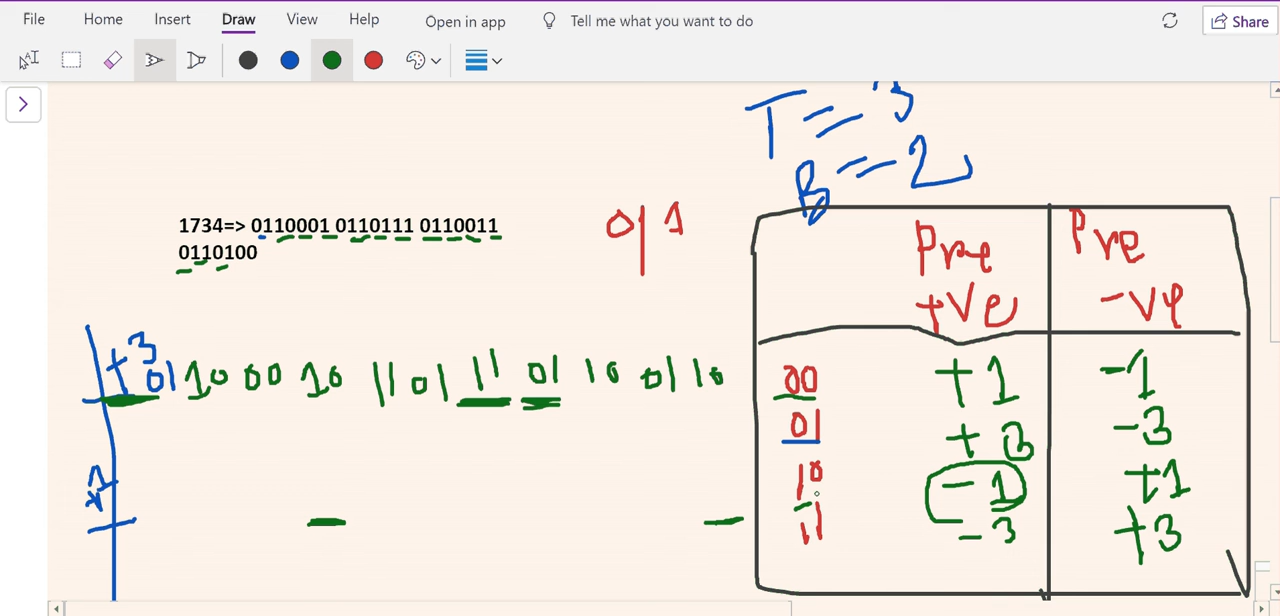 File Home Insert Draw View Help Open in app Tell me what you want to do Share
T = 3
B = 2
1734=> 0110001 0110111 0110011
0110100
0 | 1
Pre +ve Pre -ve
+3
01 10 00 10 11 01 11 01 10 01 10
00 +1 -1
01 +3 -3
10 -1 +1
11 -3 +3